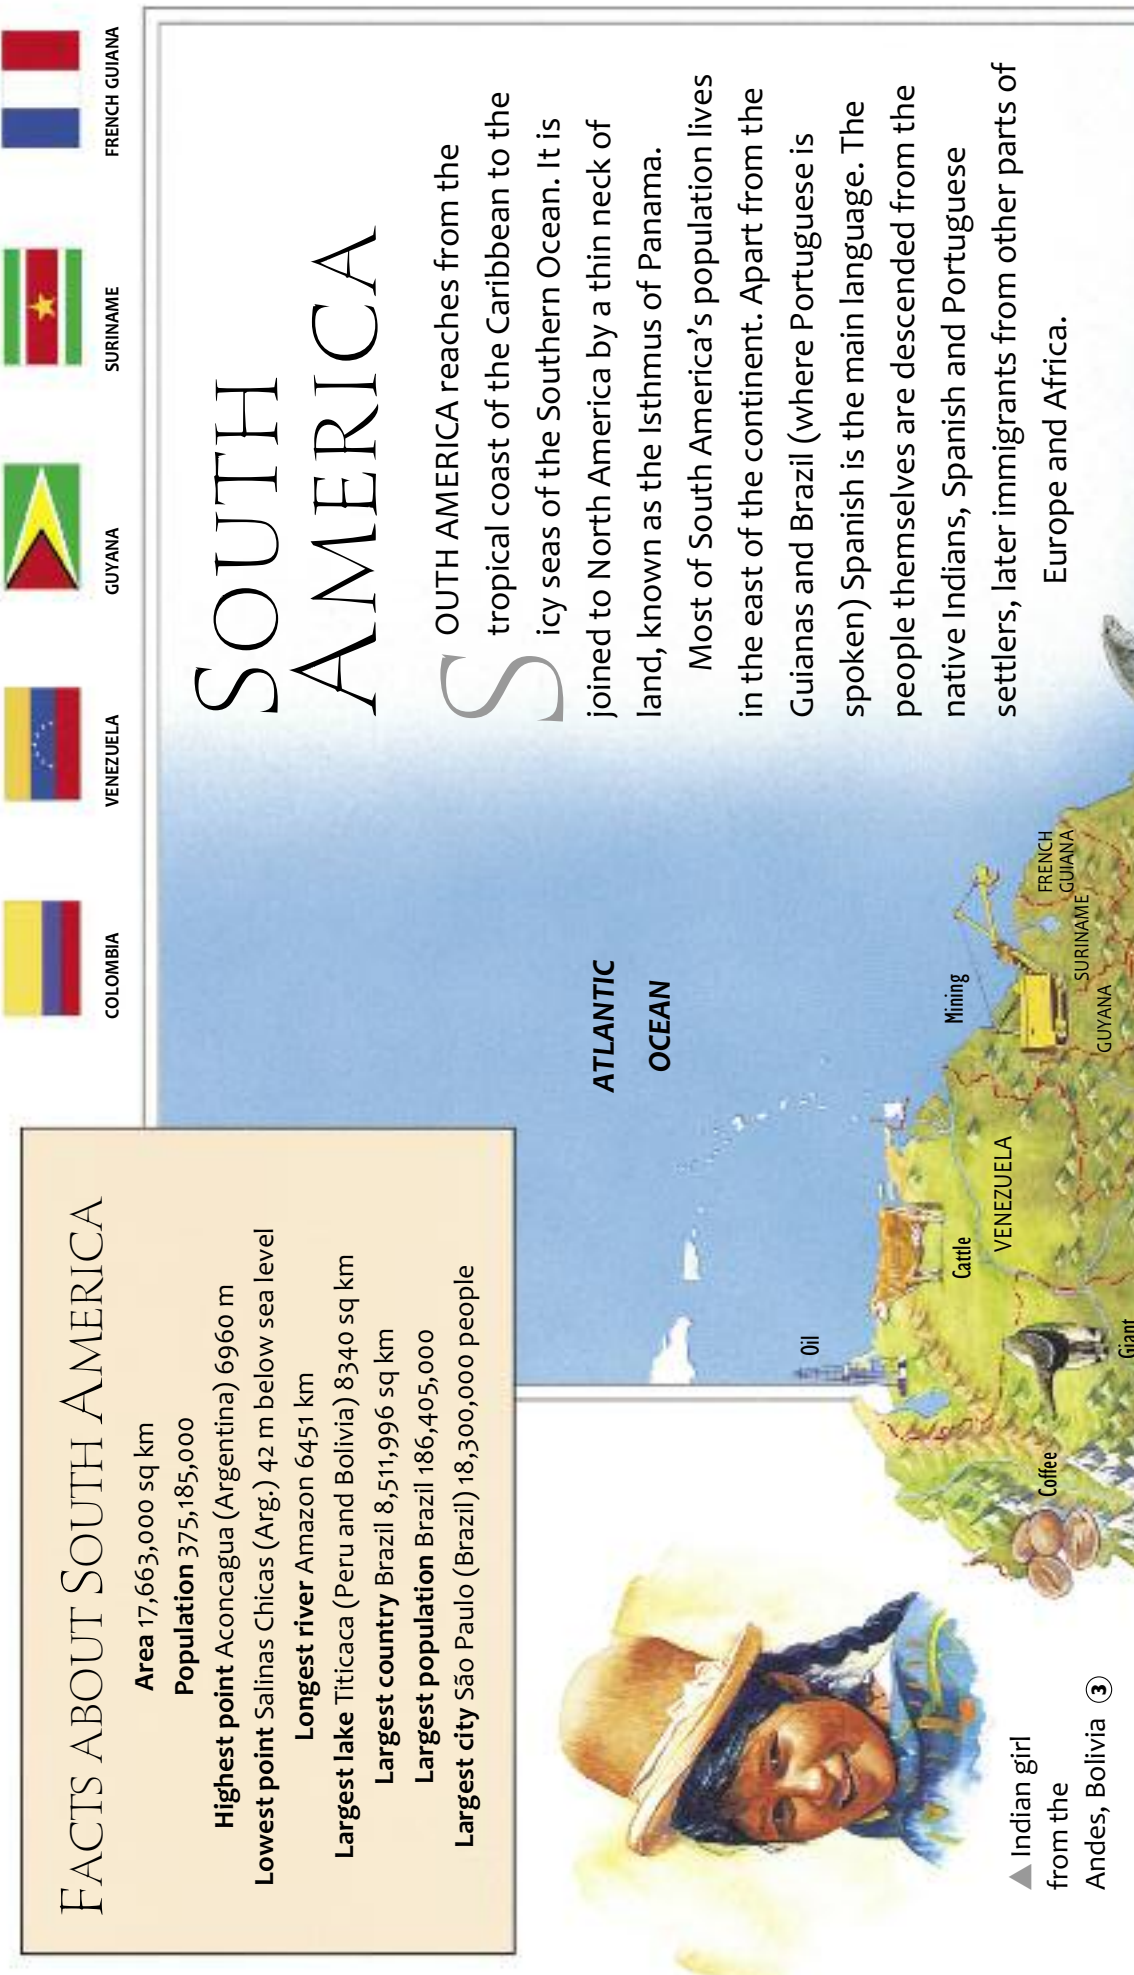 COLOMBIA
VENEZUELA
GUYANA
SURINAME
FRENCH GUIANA
FACTS ABOUT SOUTH AMERICA
Area 17,663,000 sq km
Population 375,185,000
Highest point Aconcagua (Argentina) 6960 m
Lowest point Salinas Chicas (Arg.) 42 m below sea level
Longest river Amazon 6451 km
Largest lake Titicaca (Peru and Bolivia) 8340 sq km
Largest country Brazil 8,511,996 sq km
Largest population Brazil 186,405,000
Largest city São Paulo (Brazil) 18,300,000 people
SOUTH
AMERICA
SOUTH AMERICA reaches from the
tropical coast of the Caribbean to the
icy seas of the Southern Ocean. It is
joined to North America by a thin neck of
land, known as the Isthmus of Panama.
Most of South America’s population lives
in the east of the continent. Apart from the
Guianas and Brazil (where Portuguese is
spoken) Spanish is the main language. The
people themselves are descended from the
native Indians, Spanish and Portuguese
settlers, later immigrants from other parts of
Europe and Africa.
ATLANTIC
OCEAN
Oil
Mining
Cattle
VENEZUELA
FRENCH
GUIANA
SURINAME
GUYANA
Coffee
Giant
▲ Indian girl
from the
Andes, Bolivia ③